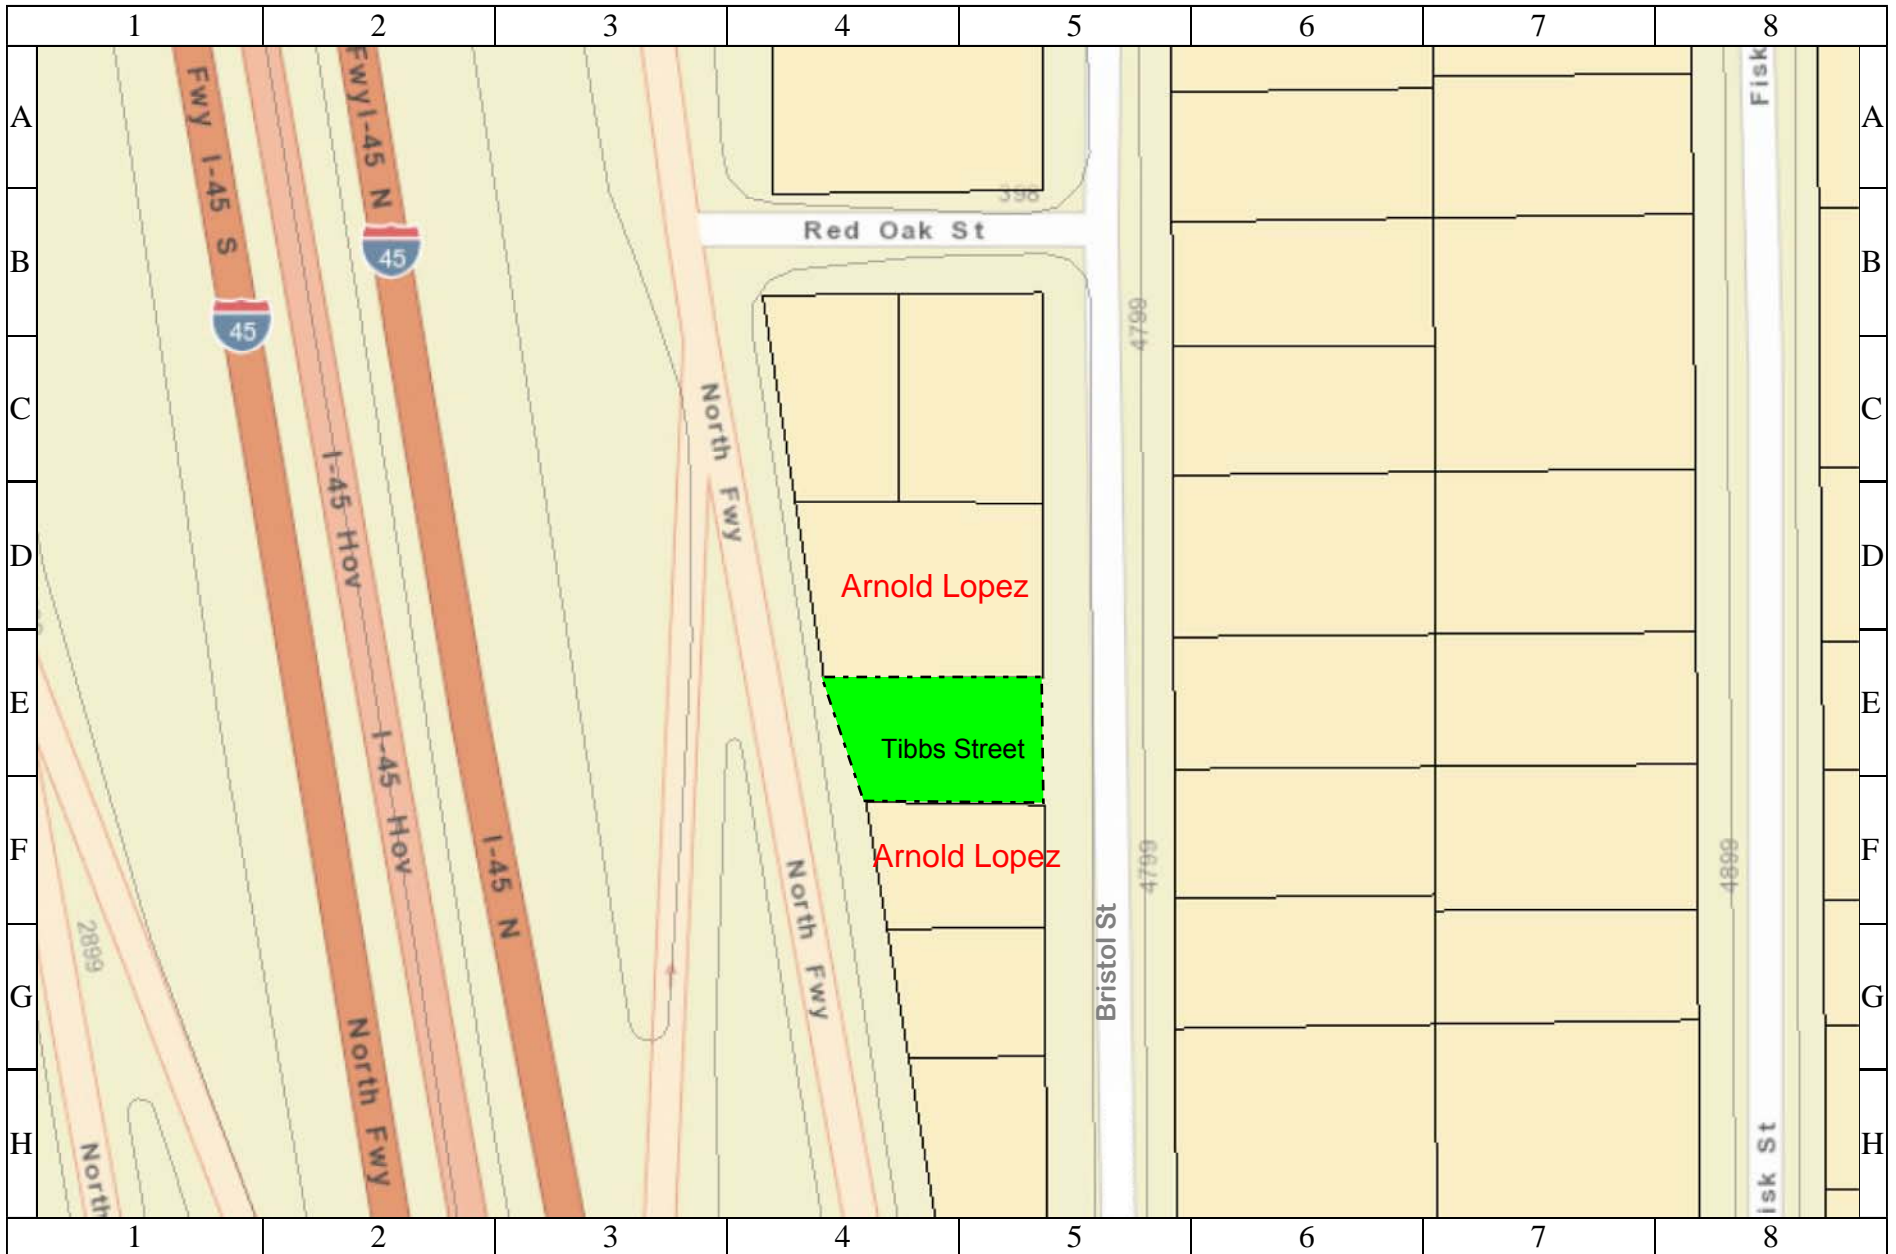 1 2 3 4 5 6 7 8
A A
Fwy I-45 S
Fwy I-45 N
Fisk
398
B Red Oak St B
45
45
4799
C C
North Fwy
I-45 Hov
D D
Arnold Lopez
E E
Tibbs Street
I-45 Hov
F F
Arnold Lopez
I-45 N
North Fwy
4799
4899
2899
Bristol St
G G
North Fwy
H H
North
isk St
1 2 3 4 5 6 7 8